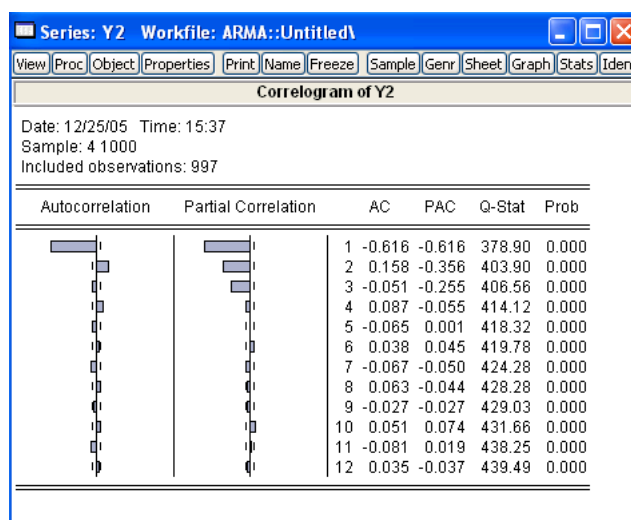 Series: Y2 Workfile: ARMA::Untitled\
View Proc Object Properties Print Name Freeze Sample Genr Sheet Graph Stats Iden
Correlogram of Y2
Date: 12/25/05 Time: 15:37
Sample: 4 1000
Included observations: 997
Autocorrelation Partial Correlation AC PAC Q-Stat Prob
1 -0.616 -0.616 378.90 0.000
2 0.158 -0.356 403.90 0.000
3 -0.051 -0.255 406.56 0.000
4 0.087 -0.055 414.12 0.000
5 -0.065 0.001 418.32 0.000
6 0.038 0.045 419.78 0.000
7 -0.067 -0.050 424.28 0.000
8 0.063 -0.044 428.28 0.000
9 -0.027 -0.027 429.03 0.000
10 0.051 0.074 431.66 0.000
11 -0.081 0.019 438.25 0.000
12 0.035 -0.037 439.49 0.000